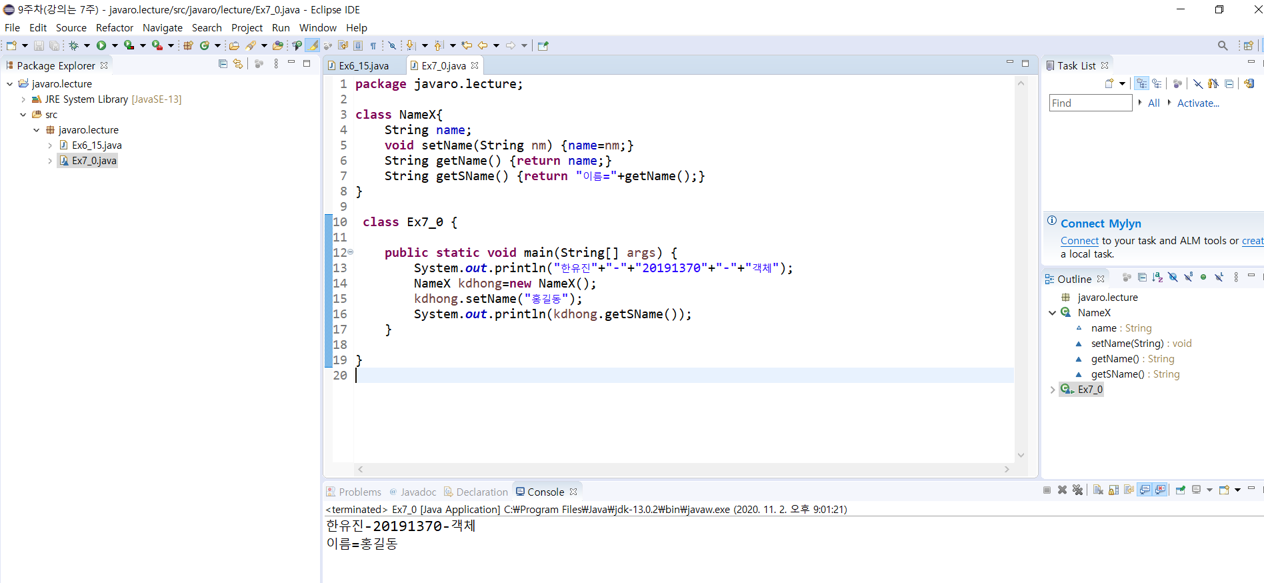 9주차(강의는 7주) - javaro.lecture/src/javaro/lecture/Ex7_0.java - Eclipse IDE
File Edit Source Refactor Navigate Search Project Run Window Help
Package Explorer
javaro.lecture
JRE System Library [JavaSE-13]
src
javaro.lecture
Ex6_15.java
Ex7_0.java
Ex6_15.java Ex7_0.java
1 package javaro.lecture;
2
3 class NameX{
4 String name;
5 void setName(String nm) {name=nm;}
6 String getName() {return name;}
7 String getSName() {return "이름="+getName();}
8 }
9
10 class Ex7_0 {
11
12 public static void main(String[] args) {
13 System.out.println("한유진"+"-"+"20191370"+"-"+"객체");
14 NameX kdhong=new NameX();
15 kdhong.setName("홍길동");
16 System.out.println(kdhong.getSName());
17 }
18
19 }
20
Task List
Find All Activate...
Connect Mylyn
Connect to your task and ALM tools or creat
a local task.
Outline
javaro.lecture
NameX
name : String
setName(String) : void
getName() : String
getSName() : String
Ex7_0
Problems Javadoc Declaration Console
<terminated> Ex7_0 [Java Application] C:₩Program Files₩Java₩jdk-13.0.2₩bin₩javaw.exe (2020. 11. 2. 오후 9:01:21)
한유진-20191370-객체
이름=홍길동